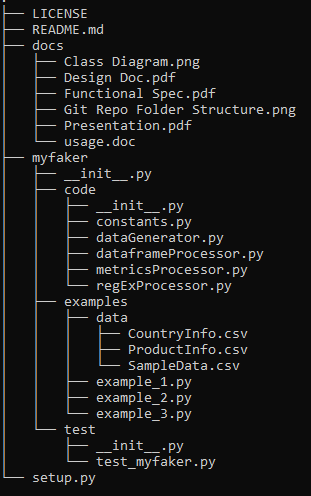 LICENSE
README.md
docs
Class Diagram.png
Design Doc.pdf
Functional Spec.pdf
Git Repo Folder Structure.png
Presentation.pdf
usage.doc
myfaker
__init__.py
code
__init__.py
constants.py
dataGenerator.py
dataframeProcessor.py
metricsProcessor.py
regExProcessor.py
examples
data
CountryInfo.csv
ProductInfo.csv
SampleData.csv
example_1.py
example_2.py
example_3.py
test
__init__.py
test_myfaker.py
setup.py